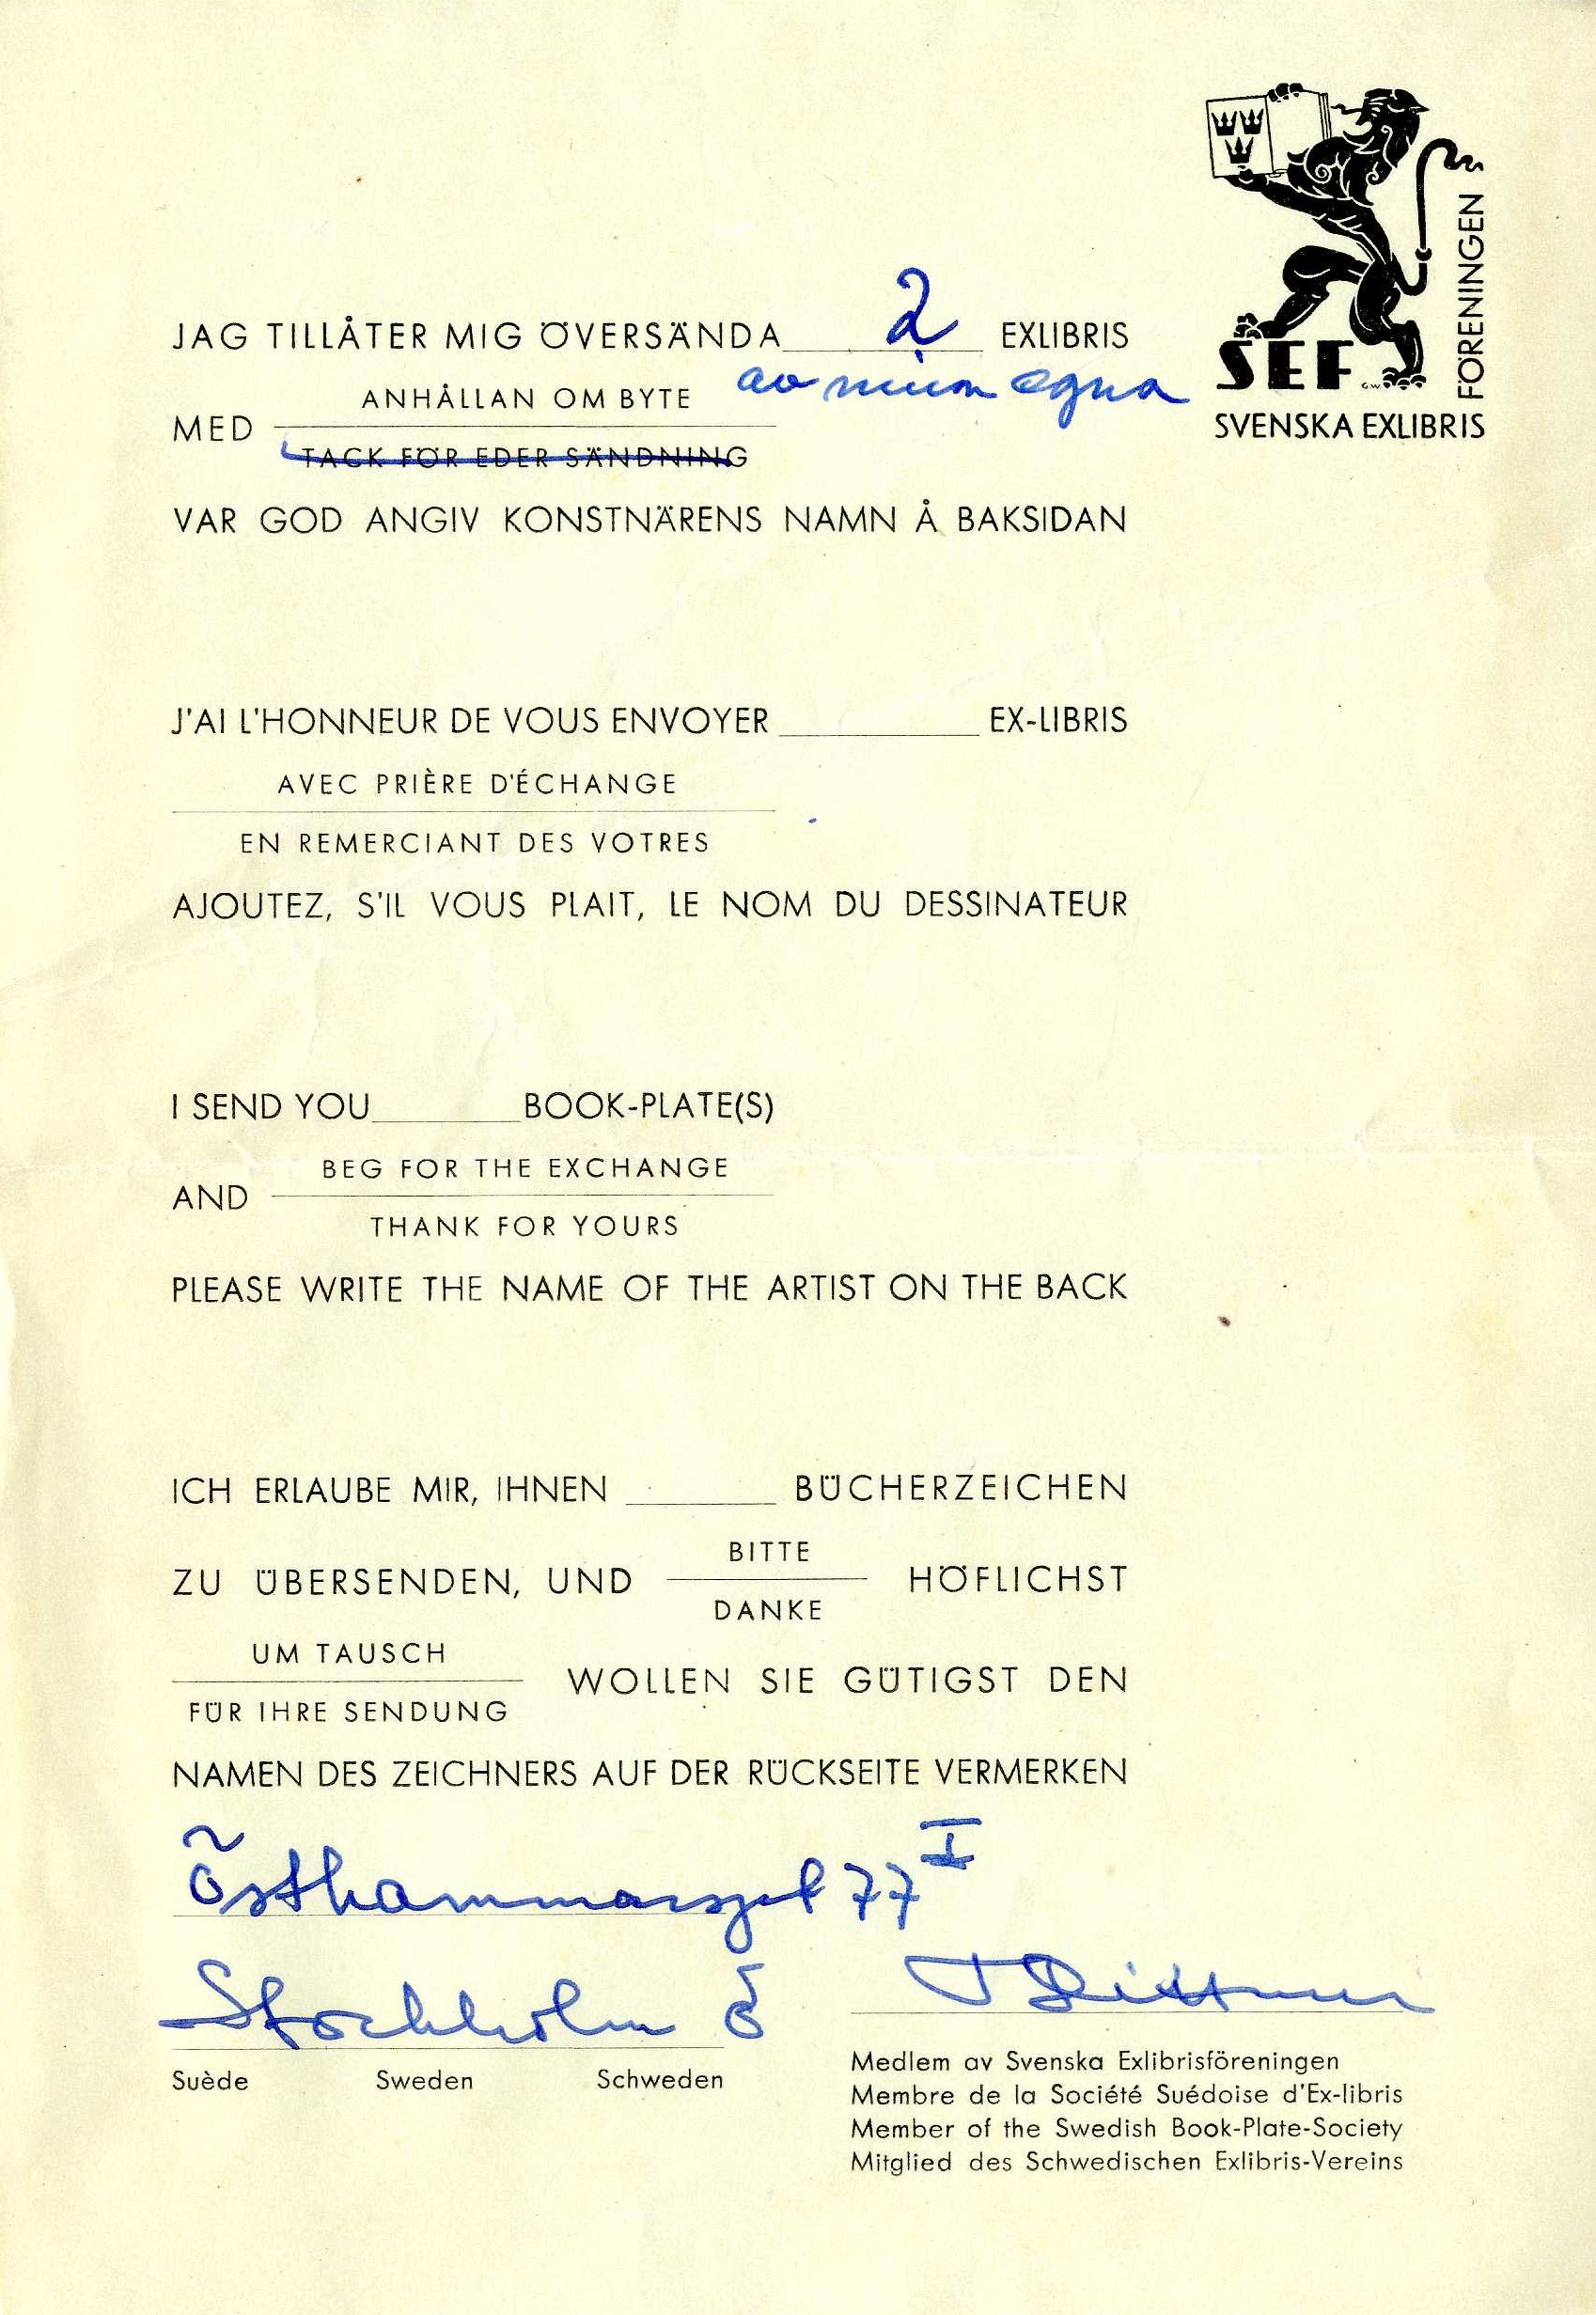 JAG TILLÅTER MIG ÖVERSÄNDA 2 EXLIBRIS
ANHÅLLAN OM BYTE
av mina egna
MED
TACK FÖR EDER SÄNDNING
VAR GOD ANGIV KONSTNÄRENS NAMN Å BAKSIDAN
SEF
G.W.
SVENSKA EXLIBRIS
FÖRENINGEN
J'AI L'HONNEUR DE VOUS ENVOYER EX-LIBRIS
AVEC PRIÈRE D'ÉCHANGE
EN REMERCIANT DES VOTRES
AJOUTEZ, S'IL VOUS PLAIT, LE NOM DU DESSINATEUR
I SEND YOU BOOK-PLATE(S)
BEG FOR THE EXCHANGE
AND
THANK FOR YOURS
PLEASE WRITE THE NAME OF THE ARTIST ON THE BACK
ICH ERLAUBE MIR, IHNEN BÜCHERZEICHEN
BITTE
ZU ÜBERSENDEN, UND HÖFLICHST
DANKE
UM TAUSCH
WOLLEN SIE GÜTIGST DEN
FÜR IHRE SENDUNG
NAMEN DES ZEICHNERS AUF DER RÜCKSEITE VERMERKEN
Östhammarsgat 77 I
Stockholm Ö
Suède Sweden Schweden
Medlem av Svenska Exlibrisföreningen
Membre de la Société Suédoise d'Ex-libris
Member of the Swedish Book-Plate-Society
Mitglied des Schwedischen Exlibris-Vereins